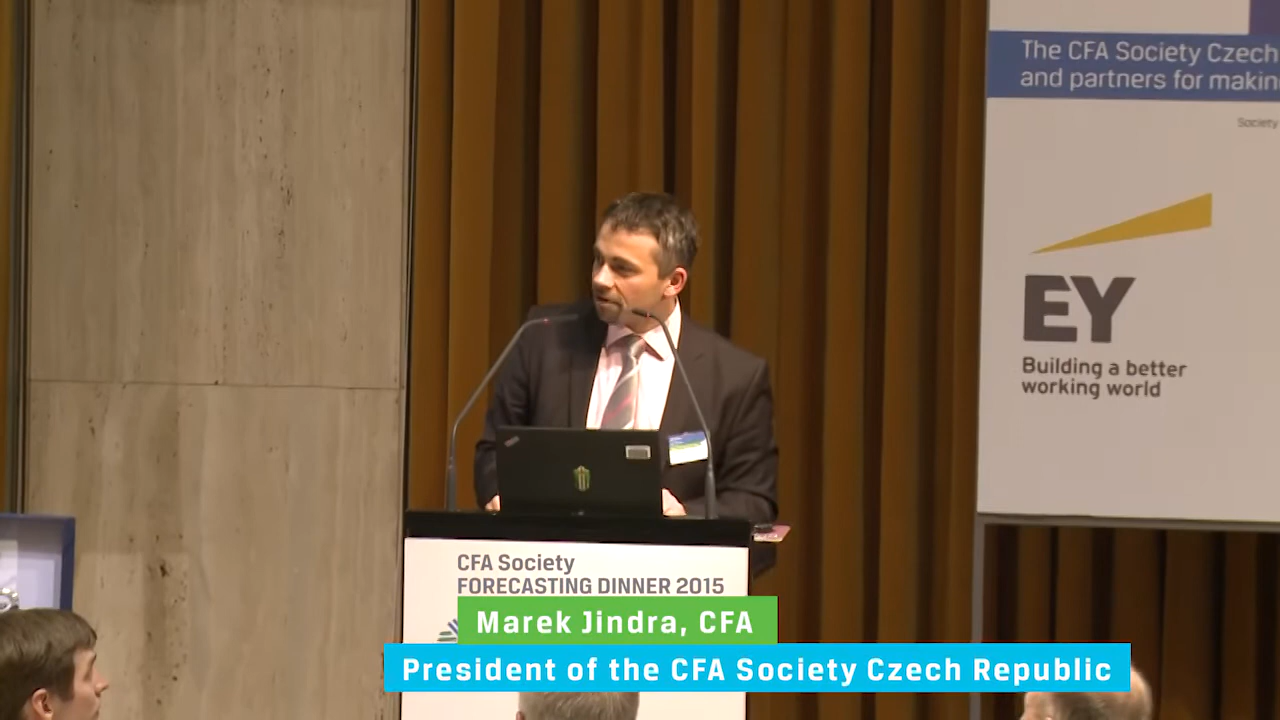 The CFA Society Czech
and partners for makin
Society
EY
Building a better
working world
CFA Society
FORECASTING DINNER 2015
Marek Jindra, CFA
President of the CFA Society Czech Republic